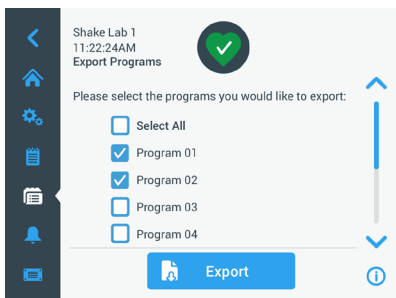 Shake Lab 1
11:22:24AM
Export Programs
Please select the programs you would like to export:
Select All
Program 01
Program 02
Program 03
Program 04
Export